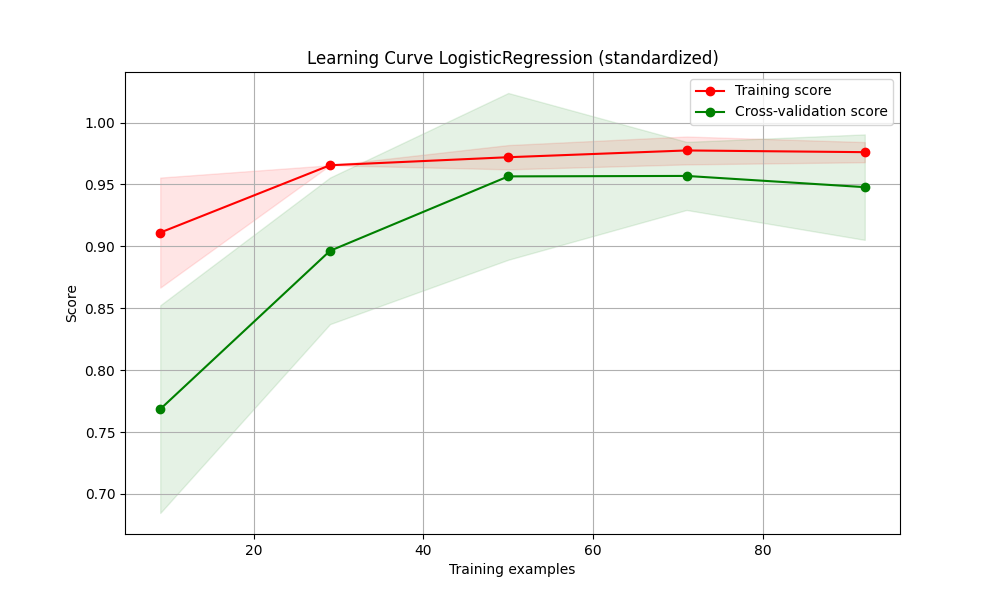 Learning Curve LogisticRegression (standardized)
Training score
Cross-validation score
1.00
0.95
0.90
0.85
0.80
0.75
0.70
Score
20
40
60
80
Training examples